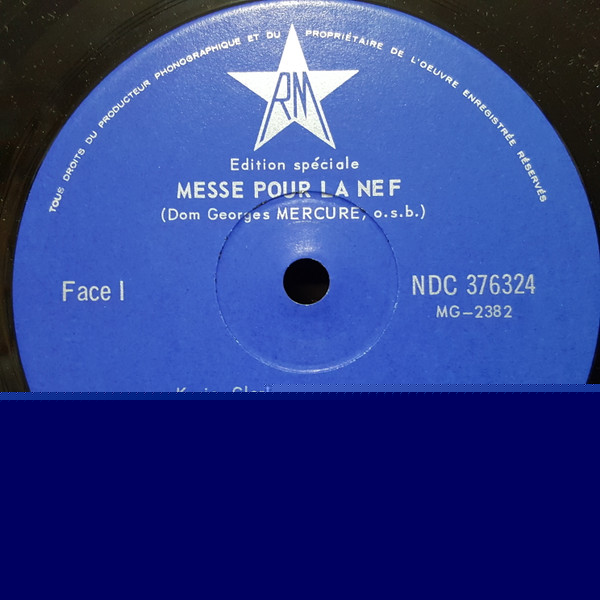 TOUS DROITS DU PRODUCTEUR PHONOGRAPHIQUE ET DU PROPRIÉTAIRE DE L'OEUVRE ENREGISTRÉE RÉSERVÉS
RM
Edition spéciale
MESSE POUR LA NEF
(Dom Georges MERCURE, o.s.b.)
Face I
NDC 376324
MG-2382